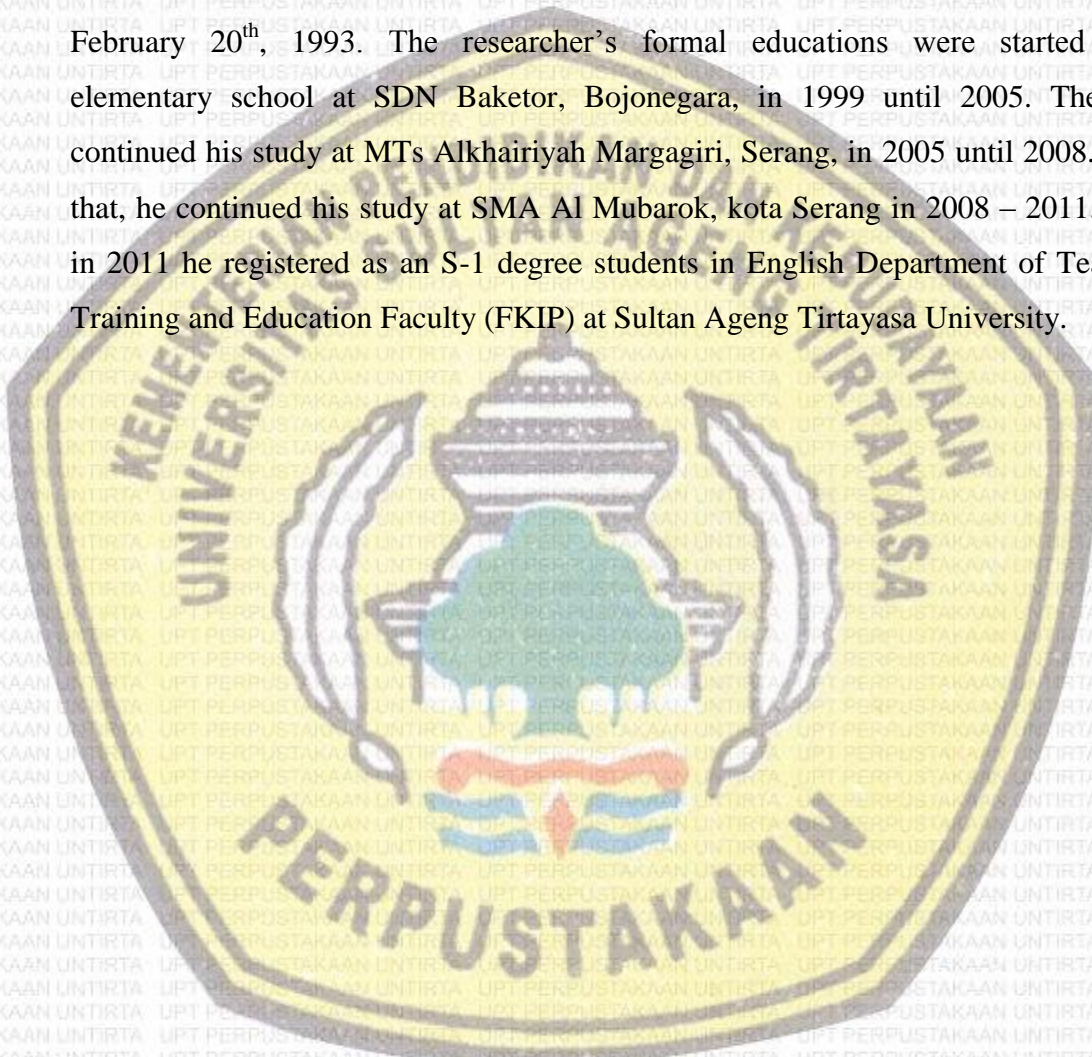 February 20th, 1993. The researcher's formal educations were started
elementary school at SDN Baketor, Bojonegara, in 1999 until 2005. The
continued his study at MTs Alkhairiyah Margagiri, Serang, in 2005 until 2008.
that, he continued his study at SMA Al Mubarok, kota Serang in 2008 – 2011.
in 2011 he registered as an S-1 degree students in English Department of Te
Training and Education Faculty (FKIP) at Sultan Ageng Tirtayasa University.
KEMENTERIAN PENDIDIKAN DAN KEBUDAYAAN
UNIVERSITAS SULTAN AGENG TIRTAYASA
PERPUSTAKAAN
UPT PERPUSTAKAAN UNTIRTA